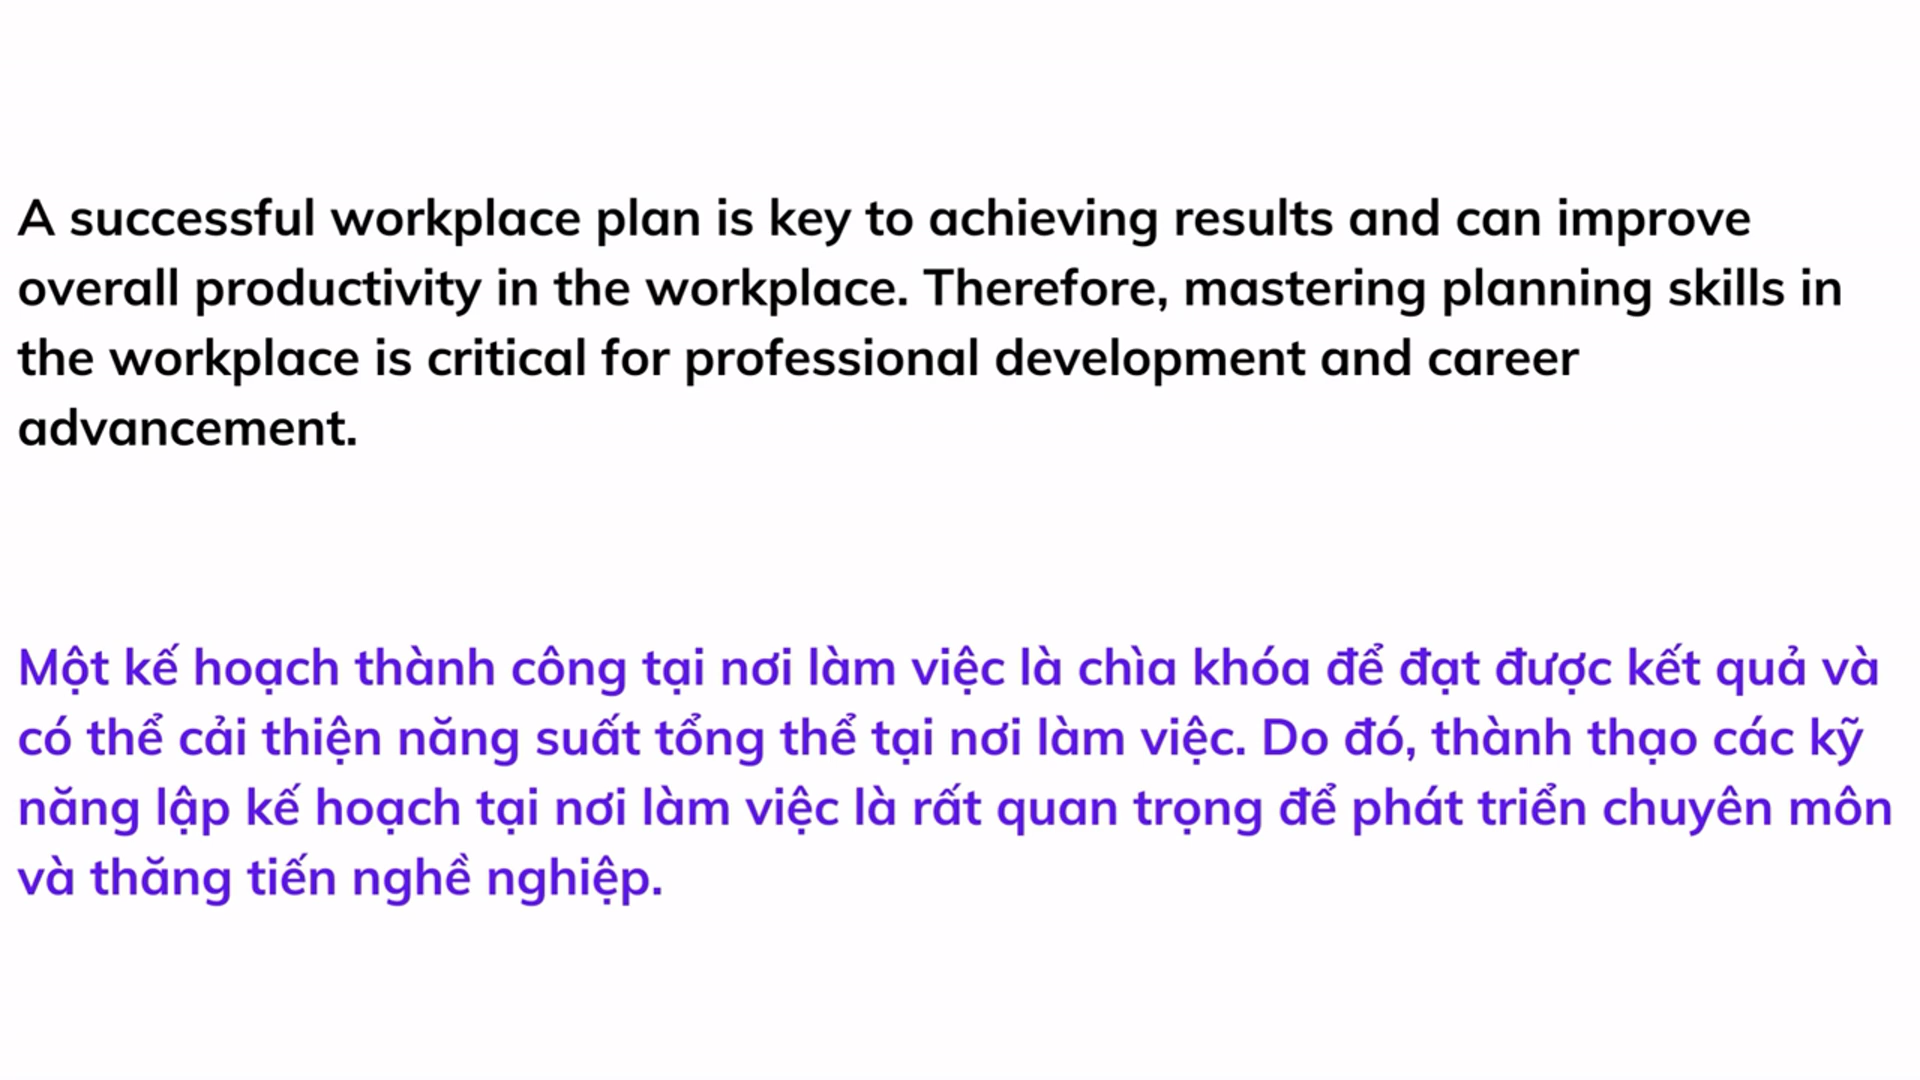 A successful workplace plan is key to achieving results and can improve
overall productivity in the workplace. Therefore, mastering planning skills in
the workplace is critical for professional development and career
advancement.
Một kế hoạch thành công tại nơi làm việc là chìa khóa để đạt được kết quả và
có thể cải thiện năng suất tổng thể tại nơi làm việc. Do đó, thành thạo các kỹ
năng lập kế hoạch tại nơi làm việc là rất quan trọng để phát triển chuyên môn
và thăng tiến nghề nghiệp.